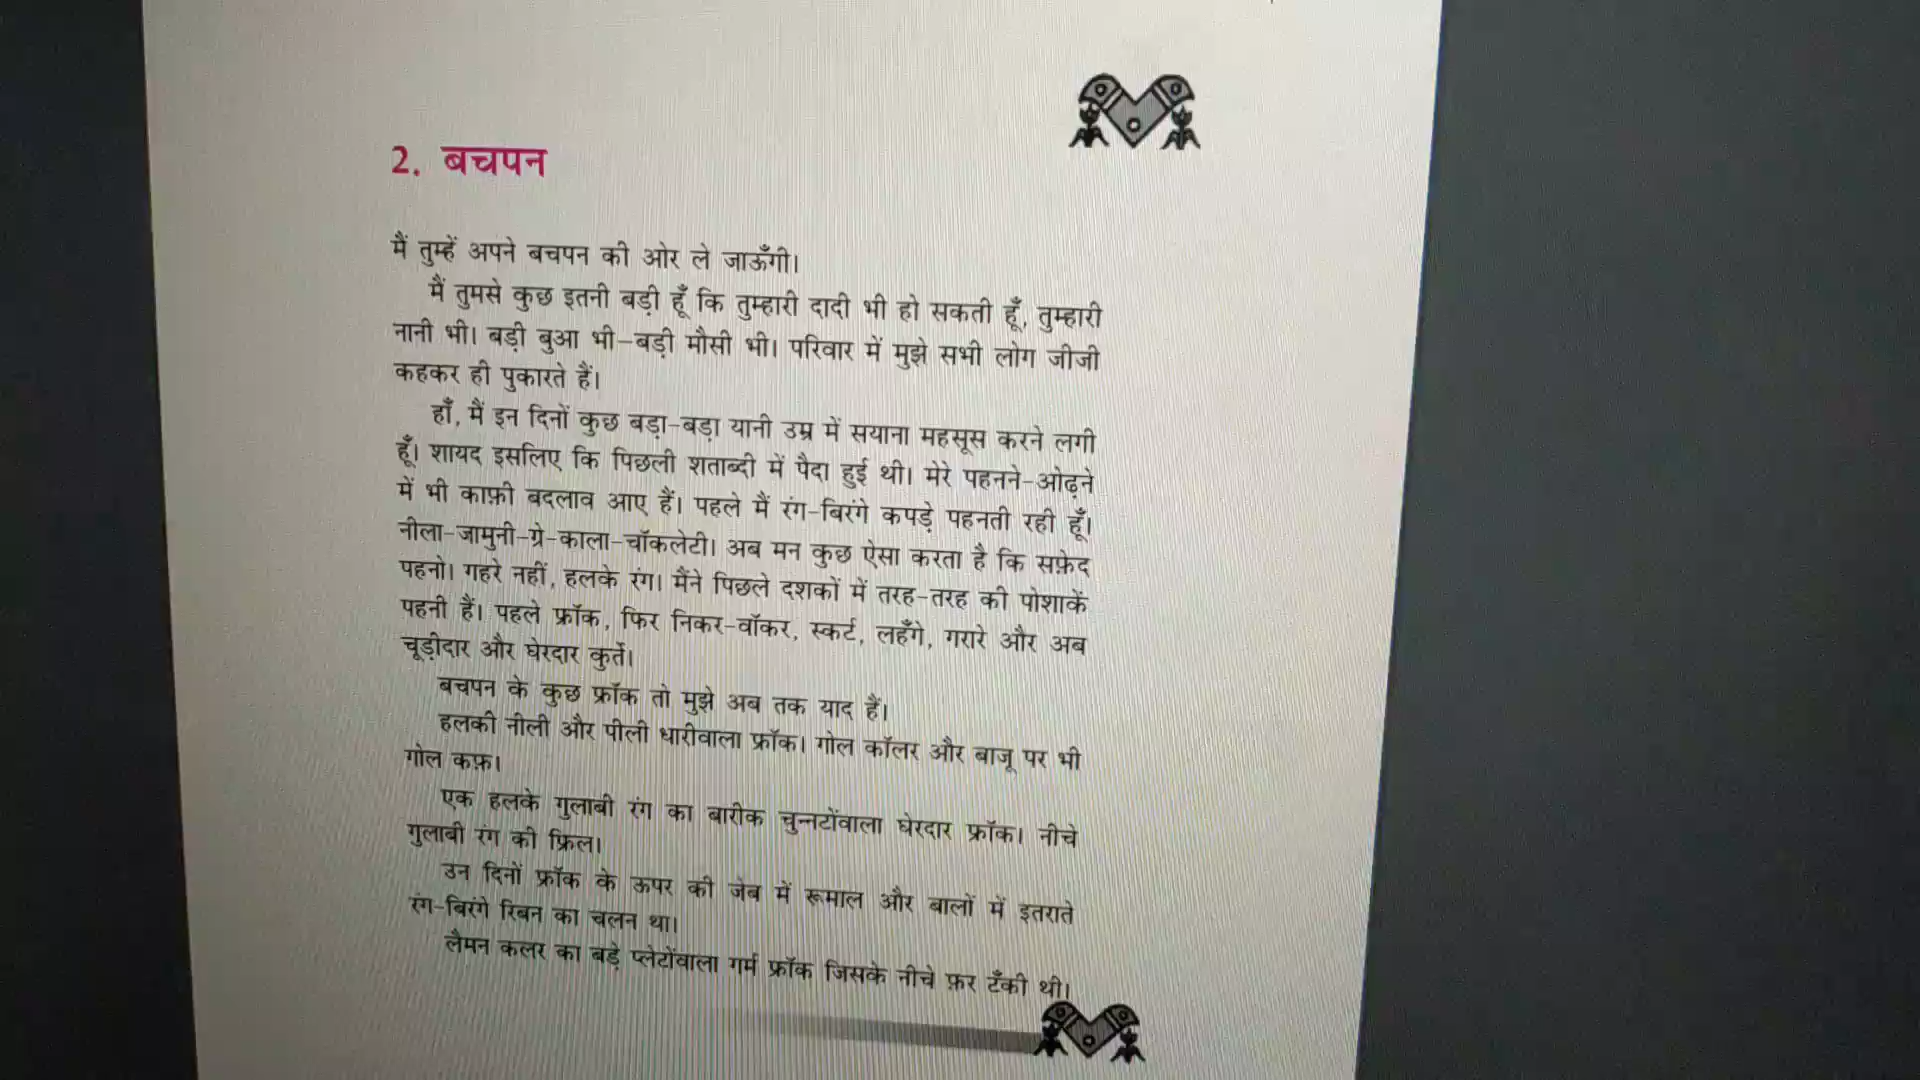 2. बचपन
मैं तुम्हें अपने बचपन की ओर ले जाऊँगी।
मैं तुमसे कुछ इतनी बड़ी हूँ कि तुम्हारी दादी भी हो सकती हूँ, तुम्हारी
नानी भी। बड़ी बुआ भी–बड़ी मौसी भी। परिवार में मुझे सभी लोग जीजी
कहकर ही पुकारते हैं।
हाँ, मैं इन दिनों कुछ बड़ा-बड़ा यानी उम्र में सयाना महसूस करने लगी
हूँ। शायद इसलिए कि पिछली शताब्दी में पैदा हुई थी। मेरे पहनने-ओढ़ने
में भी काफ़ी बदलाव आए हैं। पहले मैं रंग-बिरंगे कपड़े पहनती रही हूँ।
नीला-जामुनी-ग्रे-काला-चॉकलेटी। अब मन कुछ ऐसा करता है कि सफ़ेद
पहनो। गहरे नहीं, हलके रंग। मैंने पिछले दशकों में तरह-तरह की पोशाकें
पहनी हैं। पहले फ्रॉक, फिर निकर-वॉकर, स्कर्ट, लहँगे, गरारे और अब
चूड़ीदार और घेरदार कुर्ते।
बचपन के कुछ फ्रॉक तो मुझे अब तक याद हैं।
हलकी नीली और पीली धारीवाला फ्रॉक। गोल कॉलर और बाजू पर भी
गोल कफ़।
एक हलके गुलाबी रंग का बारीक चुन्नटोंवाला घेरदार फ्रॉक। नीचे
गुलाबी रंग की फ्रिल।
उन दिनों फ्रॉक के ऊपर की जेब में रूमाल और बालों में इतराते
रंग-बिरंगे रिबन का चलन था।
लैमन कलर का बड़े प्लेटोंवाला गर्म फ्रॉक जिसके नीचे फ़र टँकी थी।